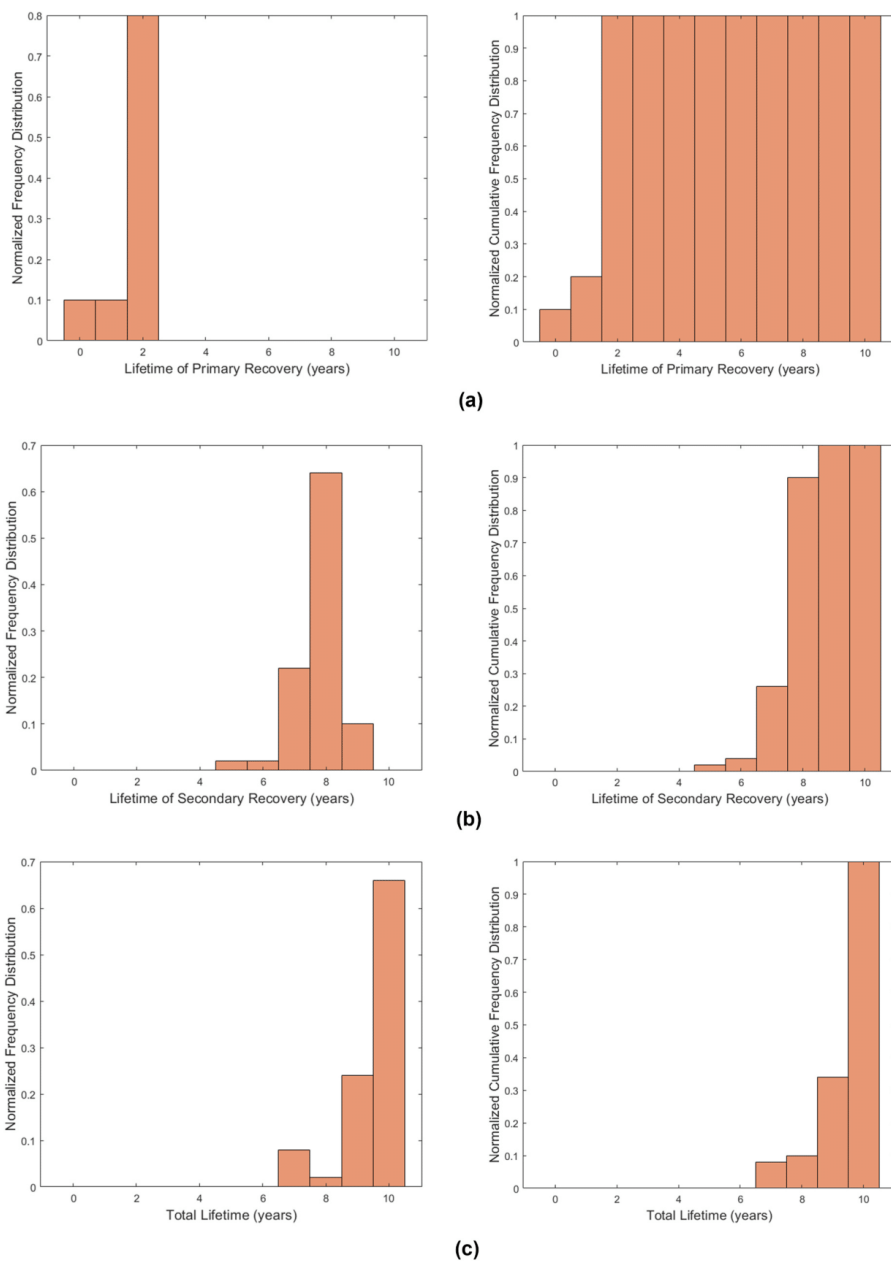 0.8
0.7
0.6
0.5
0.4
0.3
0.2
0.1
0
0 2 4 6 8 10
Normalized Frequency Distribution
Lifetime of Primary Recovery (years)
1
0.9
0.8
0.7
0.6
0.5
0.4
0.3
0.2
0.1
0
0 2 4 6 8 10
Normalized Cumulative Frequency Distribution
Lifetime of Primary Recovery (years)
(a)
0.7
0.6
0.5
0.4
0.3
0.2
0.1
0
0 2 4 6 8 10
Normalized Frequency Distribution
Lifetime of Secondary Recovery (years)
1
0.9
0.8
0.7
0.6
0.5
0.4
0.3
0.2
0.1
0
0 2 4 6 8 10
Normalized Cumulative Frequency Distribution
Lifetime of Secondary Recovery (years)
(b)
0.7
0.6
0.5
0.4
0.3
0.2
0.1
0
0 2 4 6 8 10
Normalized Frequency Distribution
Total Lifetime (years)
1
0.9
0.8
0.7
0.6
0.5
0.4
0.3
0.2
0.1
0
0 2 4 6 8 10
Normalized Cumulative Frequency Distribution
Total Lifetime (years)
(c)